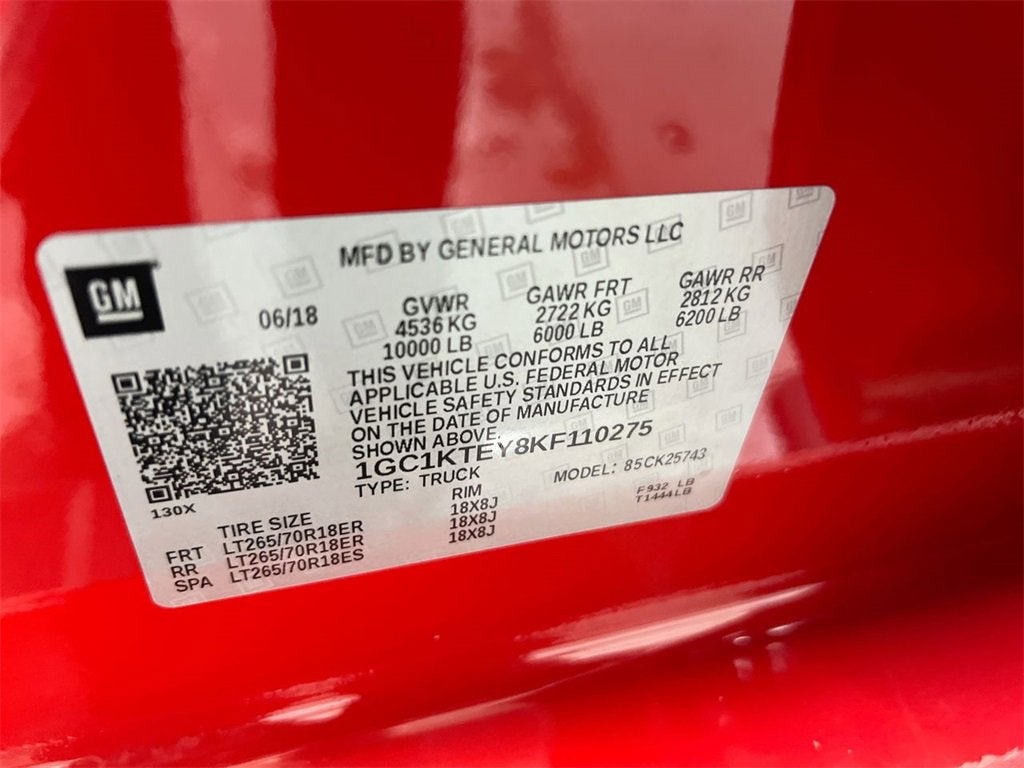 MFD BY GENERAL MOTORS LLC
GM
06/18
GVWR GAWR FRT GAWR RR
4536 KG 2722 KG 2812 KG
10000 LB 6000 LB 6200 LB
THIS VEHICLE CONFORMS TO ALL
APPLICABLE U.S. FEDERAL MOTOR
VEHICLE SAFETY STANDARDS IN EFFECT
ON THE DATE OF MANUFACTURE
SHOWN ABOVE.
1GC1KTEY8KF110275
TYPE: TRUCK MODEL: 85CK25743
130X
F932 LB
T1444LB
TIRE SIZE RIM
FRT LT265/70R18ER 18X8J
RR LT265/70R18ER 18X8J
SPA LT265/70R18ES 18X8J